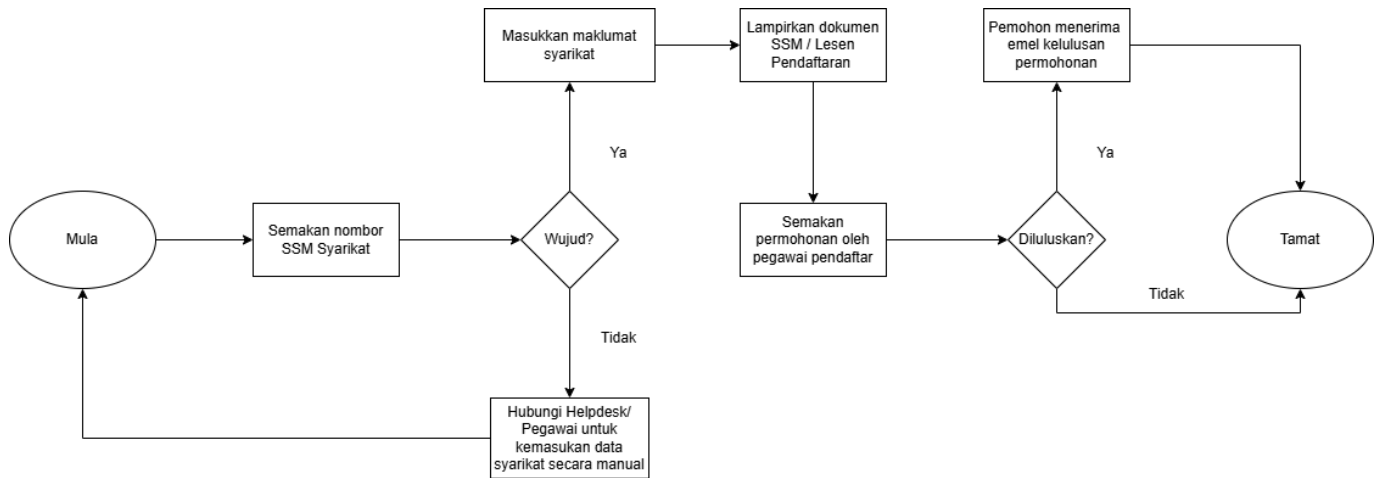 Mula
Semakan nombor
SSM Syarikat
Wujud?
Ya
Masukkan maklumat
syarikat
Lampirkan dokumen
SSM / Lesen
Pendaftaran
Semakan
permohonan oleh
pegawai pendaftar
Diluluskan?
Ya
Pemohon menerima
emel kelulusan
permohonan
Tamat
Tidak
Tidak
Hubungi Helpdesk/
Pegawai untuk
kemasukan data
syarikat secara manual